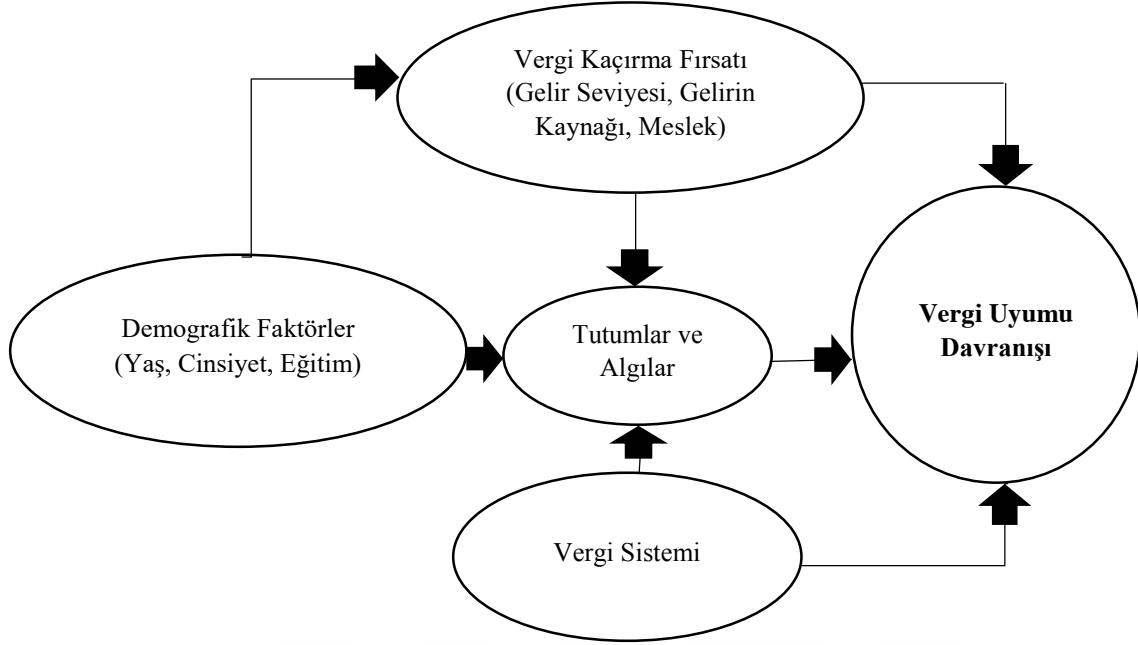 Vergi Kaçırma Fırsatı
(Gelir Seviyesi, Gelirin
Kaynağı, Meslek)
Demografik Faktörler
(Yaş, Cinsiyet, Eğitim)
Tutumlar ve
Algılar
Vergi Uyumu
Davranışı
Vergi Sistemi